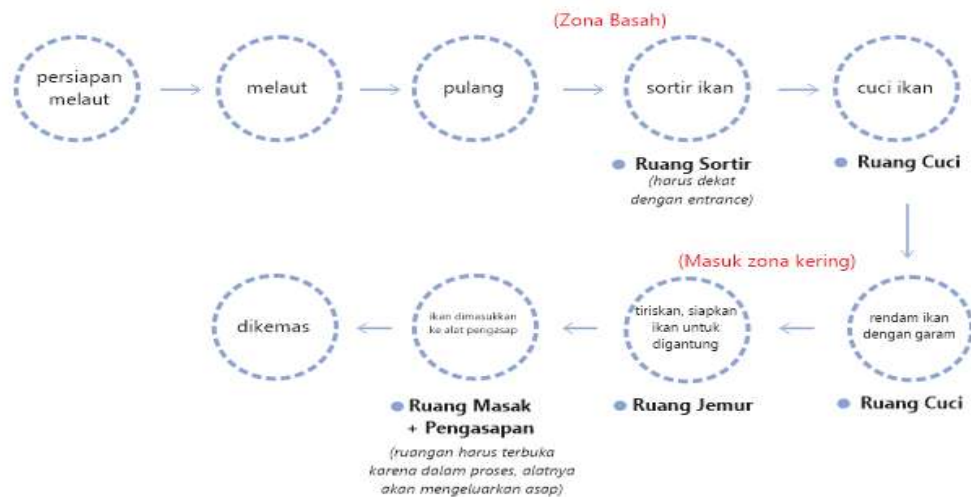 (Zona Basah)
persiapan
melaut
melaut
pulang
sortir ikan
cuci ikan
Ruang Sortir
(harus dekat
dengan entrance)
Ruang Cuci
(Masuk zona kering)
dikemas
ikan dimasukkan
ke alat pengasap
tiriskan, siapkan
ikan untuk
digantung
rendam ikan
dengan garam
Ruang Masak
+ Pengasapan
(ruangan harus terbuka
karena dalam proses, alatnya
akan mengeluarkan asap)
Ruang Jemur
Ruang Cuci